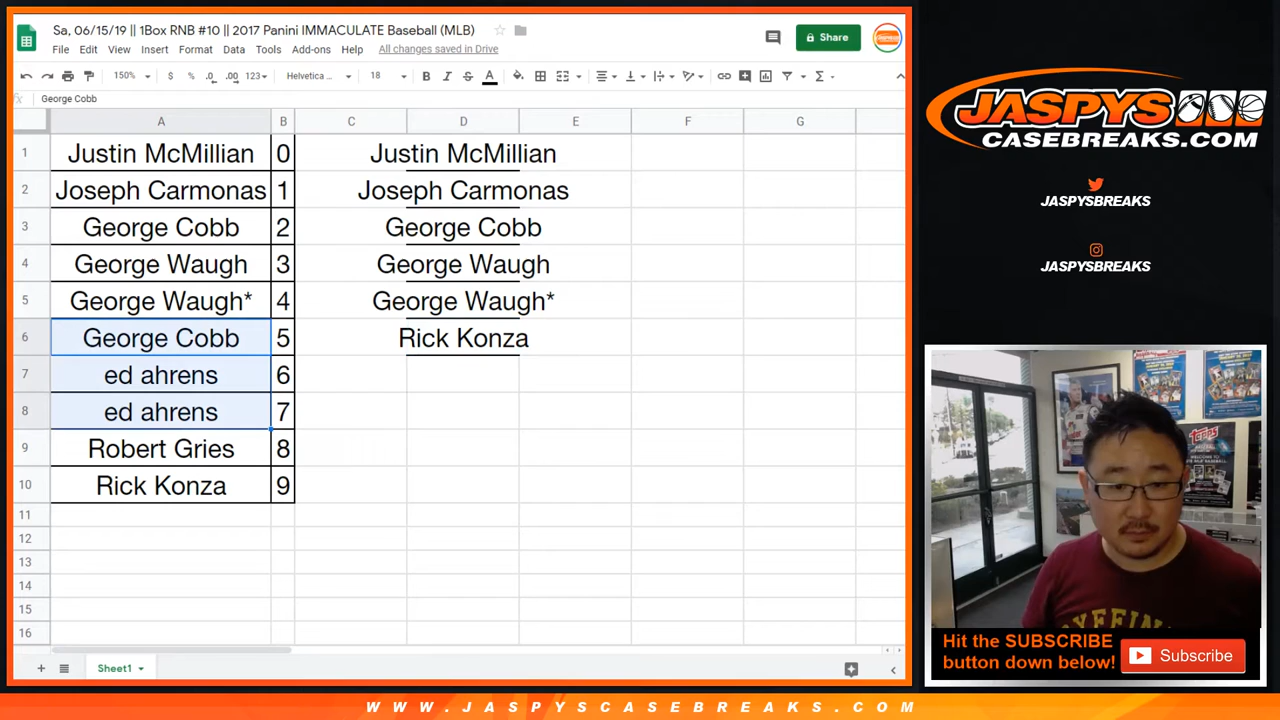 Sa, 06/15/19 || 1Box RNB #10 || 2017 Panini IMMACULATE Baseball (MLB)
File Edit View Insert Format Data Tools Add-ons Help All changes saved in Drive
Share
150% $ % .0 .00 123 Helvetica ... 18 B I S A
fx George Cobb
A B C D E F G
1 Justin McMillian 0 Justin McMillian
2 Joseph Carmonas 1 Joseph Carmonas
3 George Cobb 2 George Cobb
4 George Waugh 3 George Waugh
5 George Waugh* 4 George Waugh*
6 George Cobb 5 Rick Konza
7 ed ahrens 6
8 ed ahrens 7
9 Robert Gries 8
10 Rick Konza 9
11
12
13
14
15
16
Sheet1
JASPYS
CASEBREAKS.COM
JASPYSBREAKS
JASPYSBREAKS
topps
Hit the SUBSCRIBE
button down below!
Subscribe
WWW.JASPYSCASEBREAKS.COM